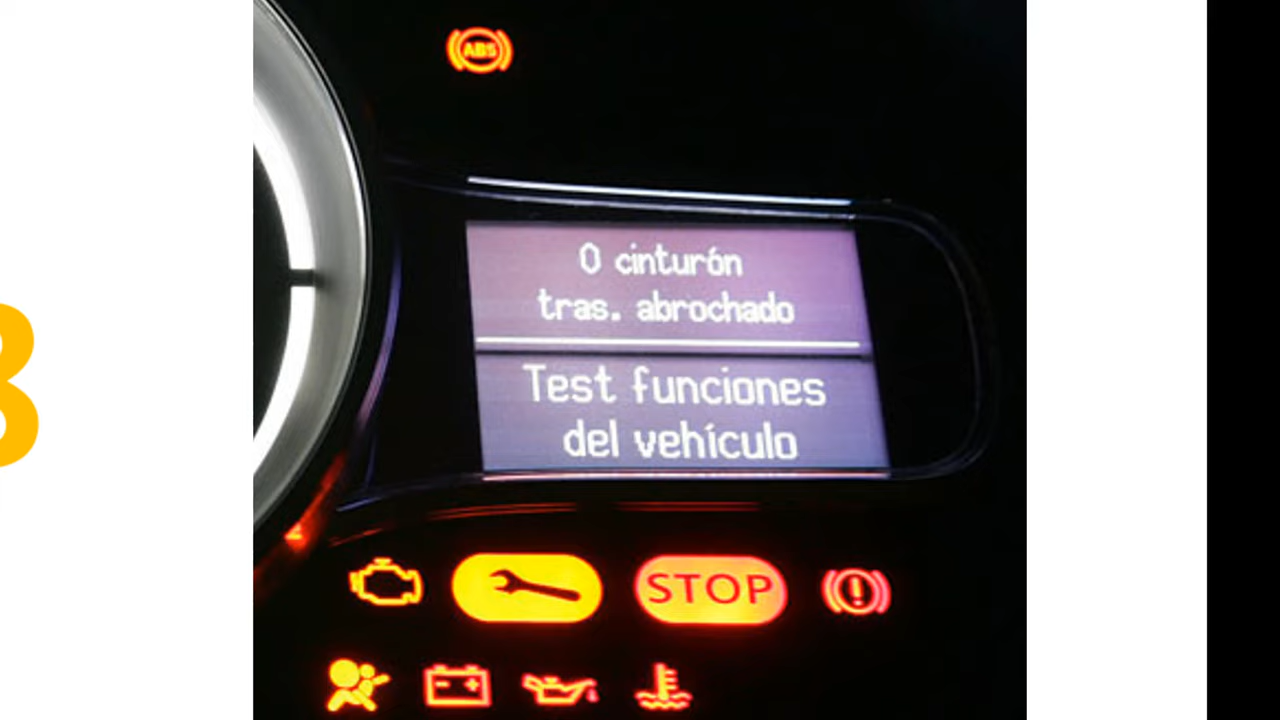 ABS
0 cinturón
tras. abrochado
Test funciones
del vehículo
STOP